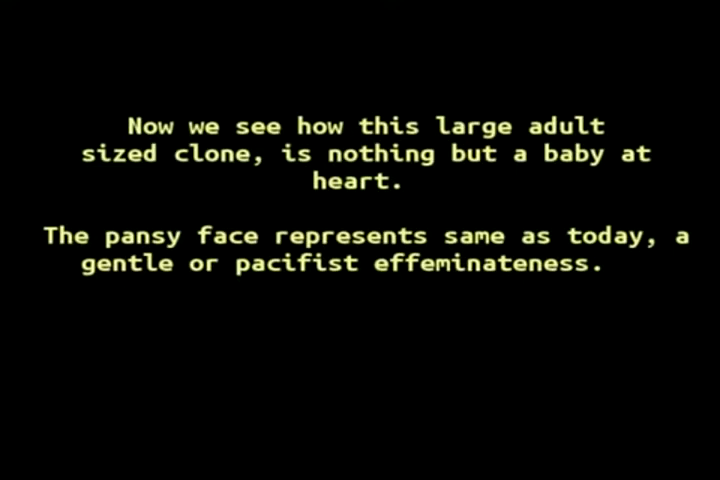 Now we see how this large adult
sized clone, is nothing but a baby at
heart.
The pansy face represents same as today, a
gentle or pacifist effeminateness.